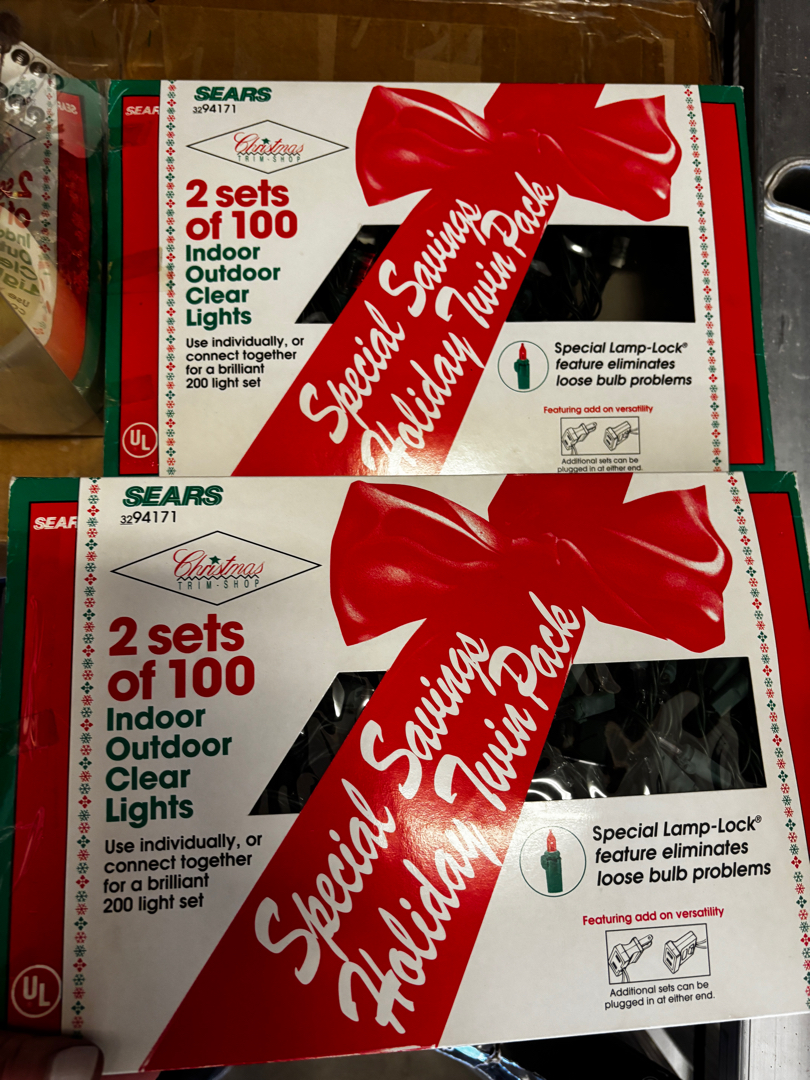 SEARS
SEAR
3294171
Christmas
TRIM-SHOP
2 sets
of 100
Indoor
Outdoor
Clear
Lights
Use individually, or
connect together
for a brilliant
200 light set
UL
Special Savings
Holiday Twin Pack
Special Lamp-Lock®
feature eliminates
loose bulb problems
Featuring add on versatility
Additional sets can be
plugged in at either end.
SEARS
SEAR
3294171
Christmas
TRIM-SHOP
2 sets
of 100
Indoor
Outdoor
Clear
Lights
Use individually, or
connect together
for a brilliant
200 light set
UL
Special Savings
Holiday Twin Pack
Special Lamp-Lock®
feature eliminates
loose bulb problems
Featuring add on versatility
Additional sets can be
plugged in at either end.